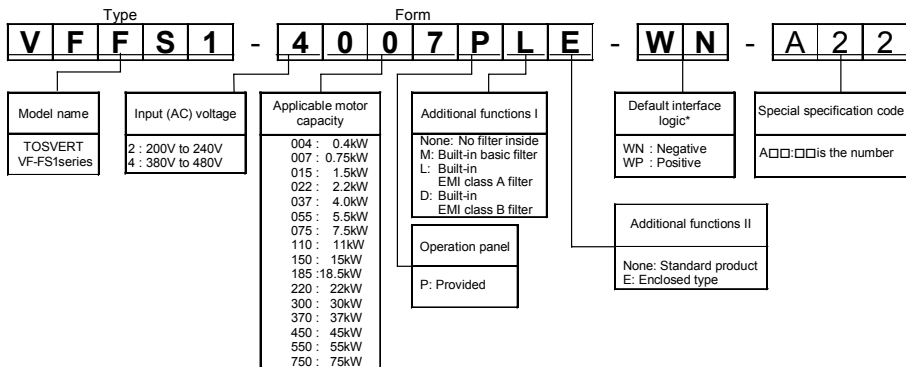 Type
Form
V F F S 1 - 4 0 0 7 P L E - W N - A 2 2
Model name
TOSVERT
VF-FS1series
Input (AC) voltage
2 : 200V to 240V
4 : 380V to 480V
Applicable motor
capacity
004 : 0.4kW
007 : 0.75kW
015 : 1.5kW
022 : 2.2kW
037 : 4.0kW
055 : 5.5kW
075 : 7.5kW
110 : 11kW
150 : 15kW
185 :18.5kW
220 : 22kW
300 : 30kW
370 : 37kW
450 : 45kW
550 : 55kW
750 : 75kW
Additional functions I
None: No filter inside
M: Built-in basic filter
L: Built-in
EMI class A filter
D: Built-in
EMI class B filter
Operation panel
P: Provided
Default interface
logic*
WN : Negative
WP : Positive
Additional functions II
None: Standard product
E: Enclosed type
Special specification code
A□□:□□is the number